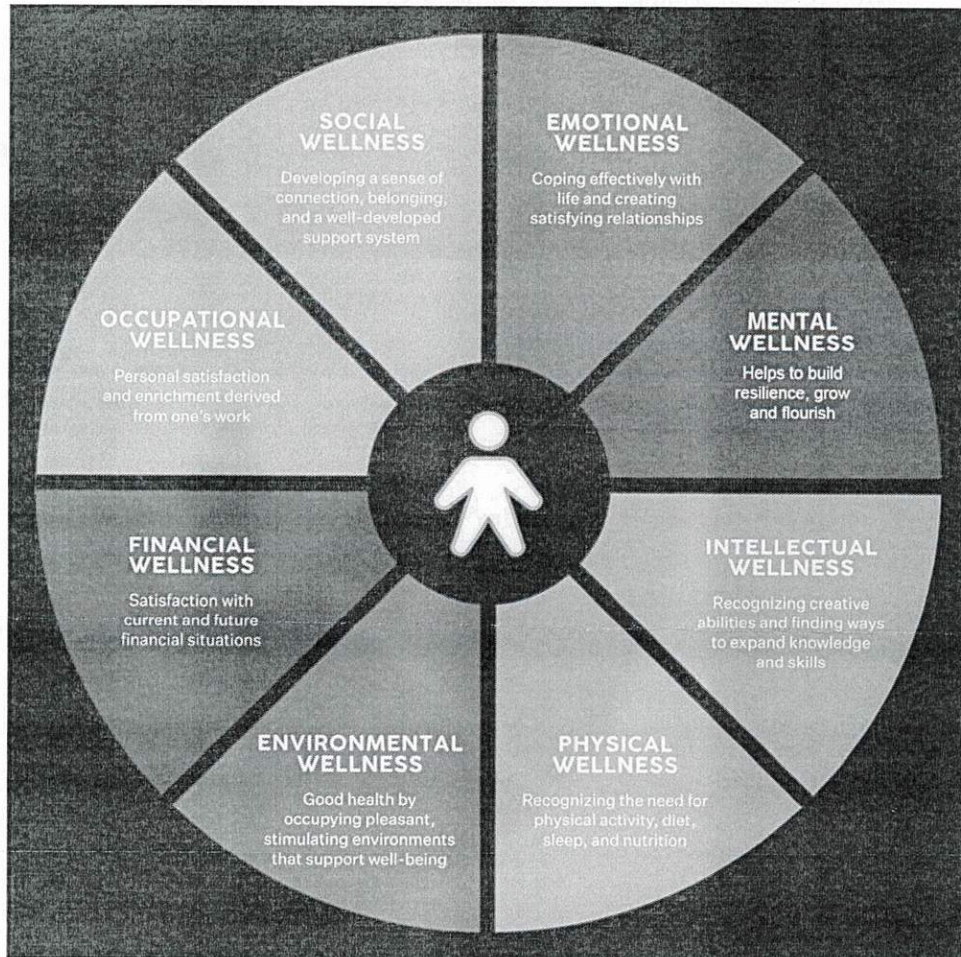 SOCIAL
WELLNESS
Developing a sense of
connection, belonging,
and a well-developed
support system
EMOTIONAL
WELLNESS
Coping effectively with
life and creating
satisfying relationships
MENTAL
WELLNESS
Helps to build
resilience, grow
and flourish
INTELLECTUAL
WELLNESS
Recognizing creative
abilities and finding ways
to expand knowledge
and skills
PHYSICAL
WELLNESS
Recognizing the need for
physical activity, diet,
sleep, and nutrition
ENVIRONMENTAL
WELLNESS
Good health by
occupying pleasant,
stimulating environments
that support well-being
FINANCIAL
WELLNESS
Satisfaction with
current and future
financial situations
OCCUPATIONAL
WELLNESS
Personal satisfaction
and enrichment derived
from one's work